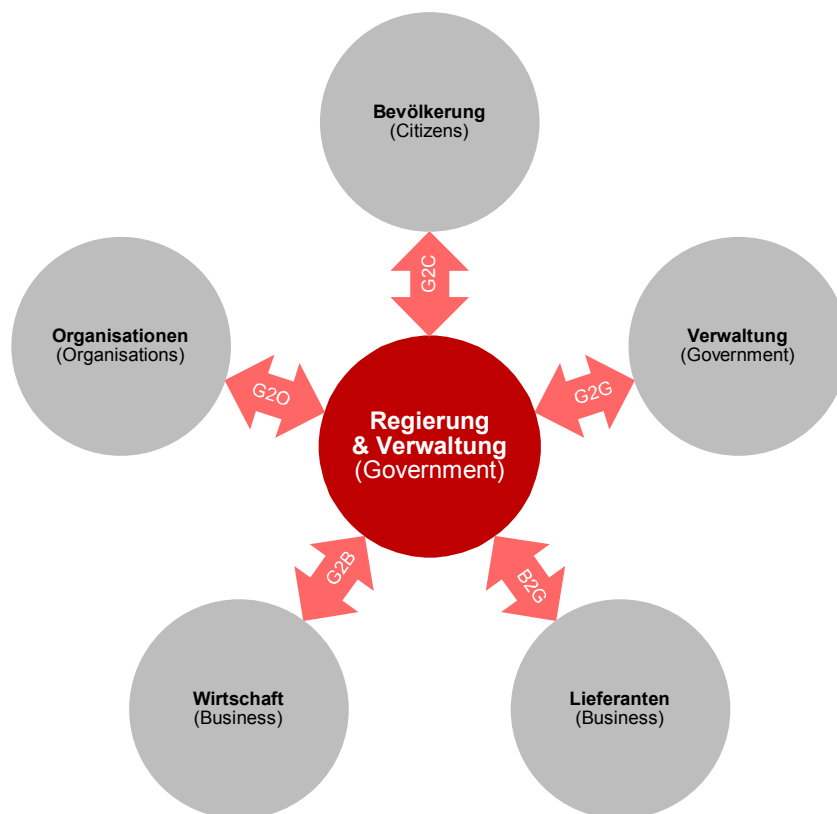 Bevölkerung
(Citizens)
G2C
Organisationen
(Organisations)
Verwaltung
(Government)
G2O
G2G
Regierung
& Verwaltung
(Government)
G2B
B2G
Wirtschaft
(Business)
Lieferanten
(Business)